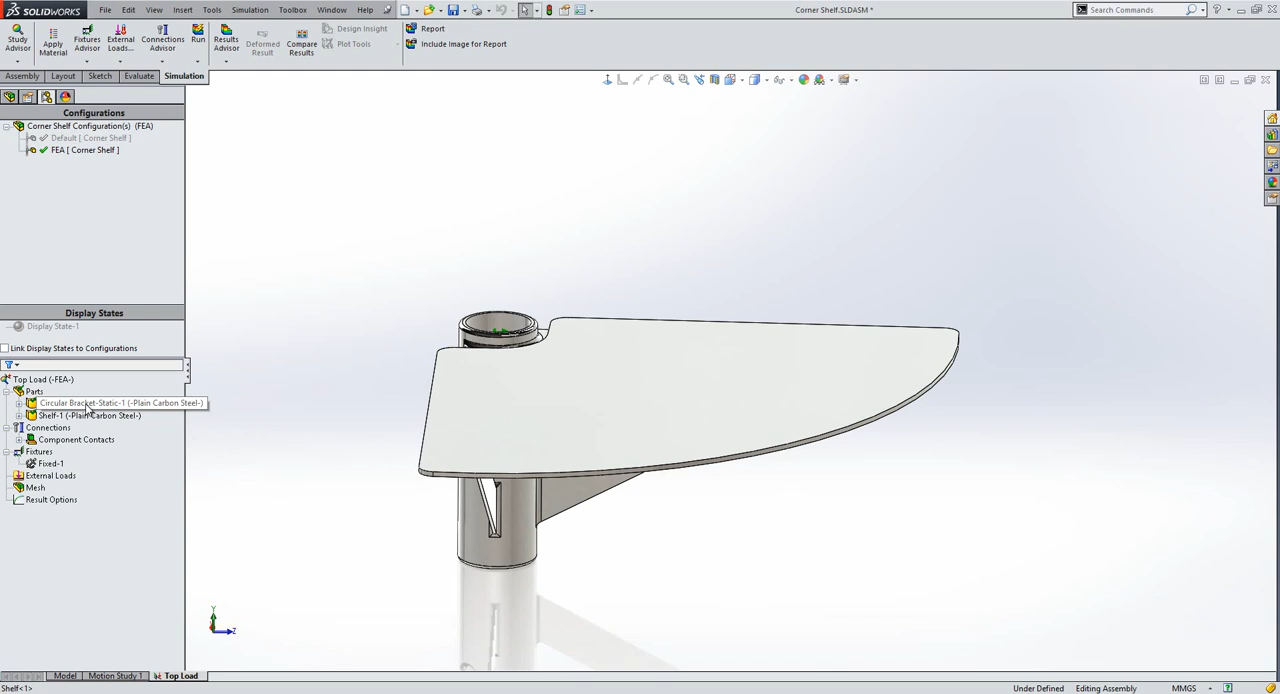 SOLIDWORKS File Edit View Insert Tools Simulation Toolbox Window Help Corner Shelf.SLDASM * Search Commands
Study Advisor Apply Material Fixtures Advisor External Loads... Connections Advisor Run Results Advisor Deformed Result Compare Results Design Insight Report
Plot Tools Include Image for Report
Assembly Layout Sketch Evaluate Simulation
Configurations
Corner Shelf Configuration(s) (FEA)
Default [ Corner Shelf ]
FEA [ Corner Shelf ]
Display States
Display State-1
Link Display States to Configurations
Top Load (-FEA-)
Parts
Circular Bracket-Static-1 (-Plain Carbon Steel-)
Shelf-1 (-Plain Carbon Steel-)
Connections
Component Contacts
Fixtures
Fixed-1
External Loads
Mesh
Result Options
Y
Z
Model Motion Study 1 Top Load
Shelf<1> Under Defined Editing Assembly MMGS